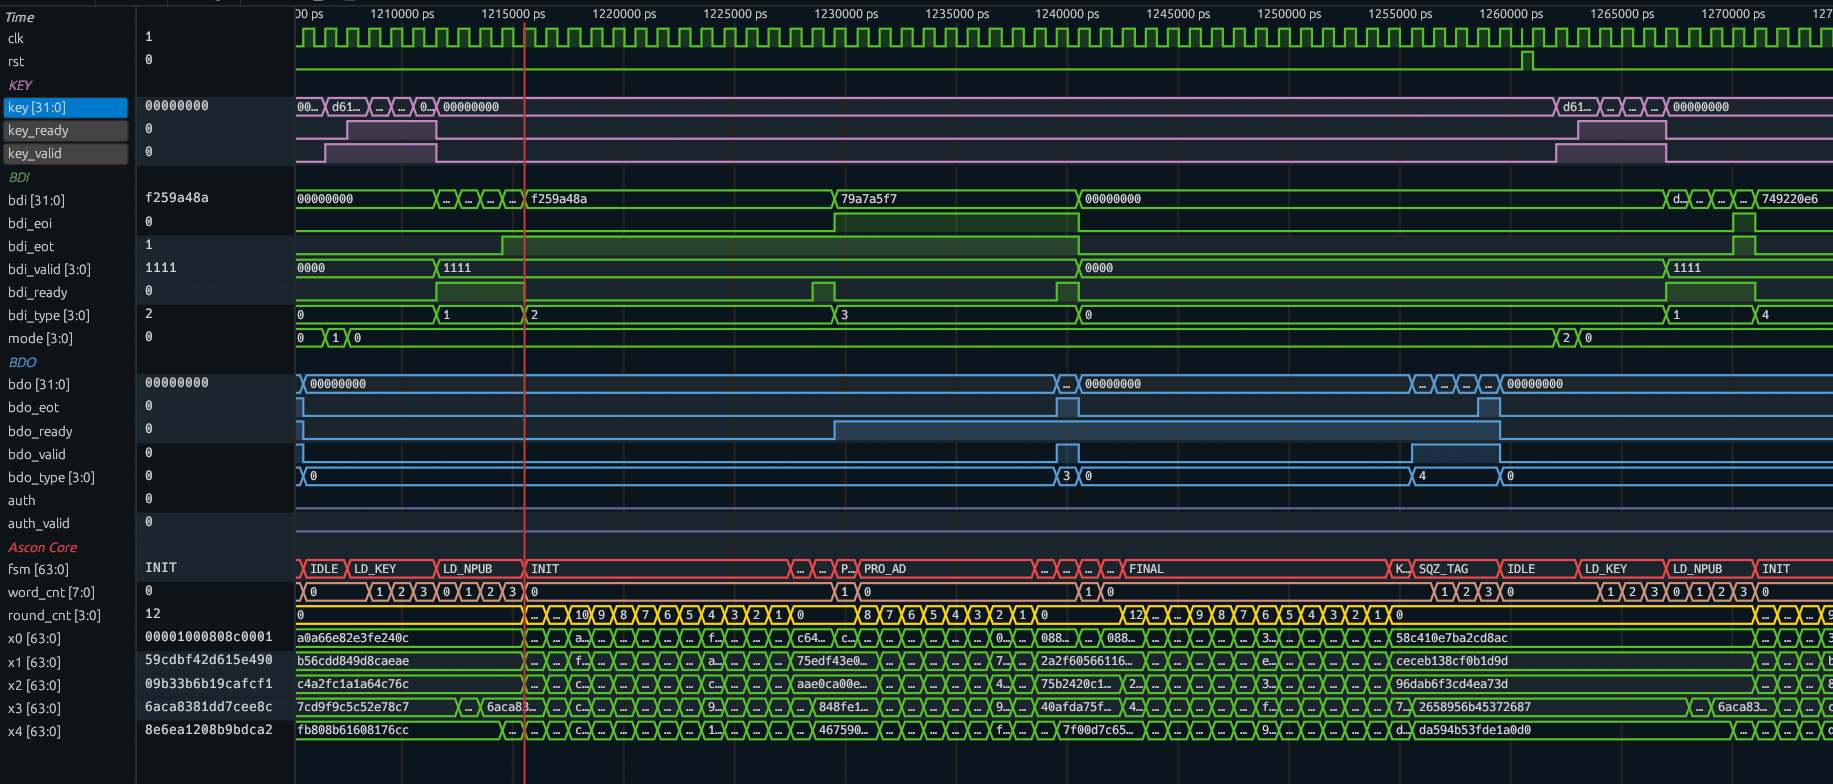 Time 00 ps 1210000 ps 1215000 ps 1220000 ps 1225000 ps 1230000 ps 1235000 ps 1240000 ps 1245000 ps 1250000 ps 1255000 ps 1260000 ps 1265000 ps 1270000 ps 127
clk 1
rst 0
KEY
key [31:0] 00000000 00... d61... ... ... 0... 00000000 d61... ... ... ... 00000000
key_ready 0
key_valid 0
BDI
bdi [31:0] f259a48a 00000000 ... ... ... ... f259a48a 79a7a5f7 00000000 d... ... ... ... 749220e6
bdi_eoi 0
bdi_eot 1
bdi_valid [3:0] 1111 0000 1111 0000 1111
bdi_ready 0
bdi_type [3:0] 2 0 1 2 3 0 1 4
mode [3:0] 0 0 1 0 2 0
BDO
bdo [31:0] 00000000 00000000 ... 00000000 ... ... ... ... 00000000
bdo_eot 0
bdo_ready 0
bdo_valid 0
bdo_type [3:0] 0 0 3 0 4 0
auth 0
auth_valid 0
Ascon Core
fsm [63:0] INIT IDLE LD_KEY LD_NPUB INIT ... ... P... PRO_AD ... ... ... ... FINAL K... SQZ_TAG IDLE LD_KEY LD_NPUB INIT
word_cnt [7:0] 0 0 1 2 3 0 1 2 3 0 1 0 1 0 1 2 3 0 1 2 3 0 1 2 3 0
round_cnt [3:0] 12 0 ... ... 10 9 8 7 6 5 4 3 2 1 0 8 7 6 5 4 3 2 1 0 12 ... ... 9 8 7 6 5 4 3 2 1 0 ... ... ... 9
x0 [63:0] 00001000808c0001 a0a66e82e3fe240c ... ... a... ... ... ... ... ... f... ... ... ... c64... c... ... ... ... ... ... ... 0... ... 088... ... 088... ... ... ... ... ... 3... ... ... ... ... ... 58c410e7ba2cd8ac ... ... ... 3
x1 [63:0] 59cdbf42d615e490 b56cdd849d8caeae ... ... f... ... ... ... ... ... a... ... ... ... 75edf43e0... ... ... ... ... ... 7... ... 2a2f60566116... ... ... ... ... ... e... ... ... ... ... ... ceceb138cf0b1d9d ... ... ... b
x2 [63:0] 09b33b6b19cafcf1 c4a2fc1a1a64c76c ... ... c... ... ... ... ... ... c... ... ... ... aae0ca00e... ... ... ... ... ... 4... ... 75b2420c1... 2... ... ... ... ... ... 3... ... ... ... ... ... 96dab6f3cd4ea73d ... ... ... 8
x3 [63:0] 6aca8381dd7cee8c 7cd9f9c5c52e78c7 ... 6aca83... ... ... c... ... ... ... ... ... 9... ... ... ... ... 848fe1... ... ... ... ... ... 9... ... 40afda75f... 4... ... ... ... ... ... f... ... ... ... ... ... 7... 2658956b45372687 ... 6aca83... ... ...
x4 [63:0] 8e6ea1208b9bdca2 fb808b61608176cc ... ... ... c... ... ... ... ... ... 1... ... ... ... ... 467590... ... ... ... ... ... f... ... ... 7f00d7c65... ... ... ... ... ... 9... ... ... ... ... ... d... da594b53fde1a0d0 ... ... ... ...